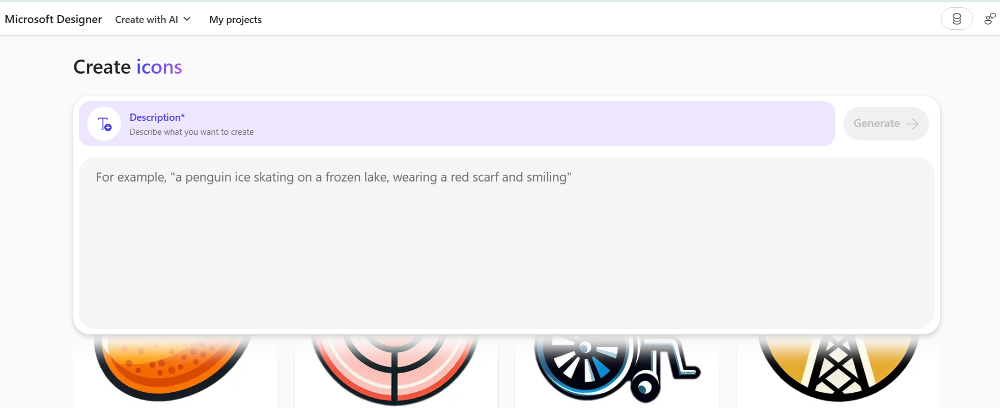 Microsoft Designer Create with AI My projects
Create icons
Description*
Describe what you want to create
Generate
For example, "a penguin ice skating on a frozen lake, wearing a red scarf and smiling"